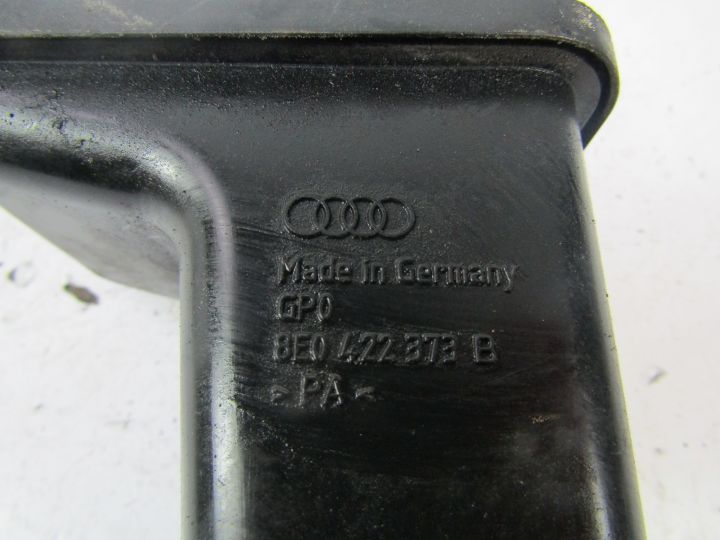 Made in Germany
GPO
8E0 422 373 B
>PA<